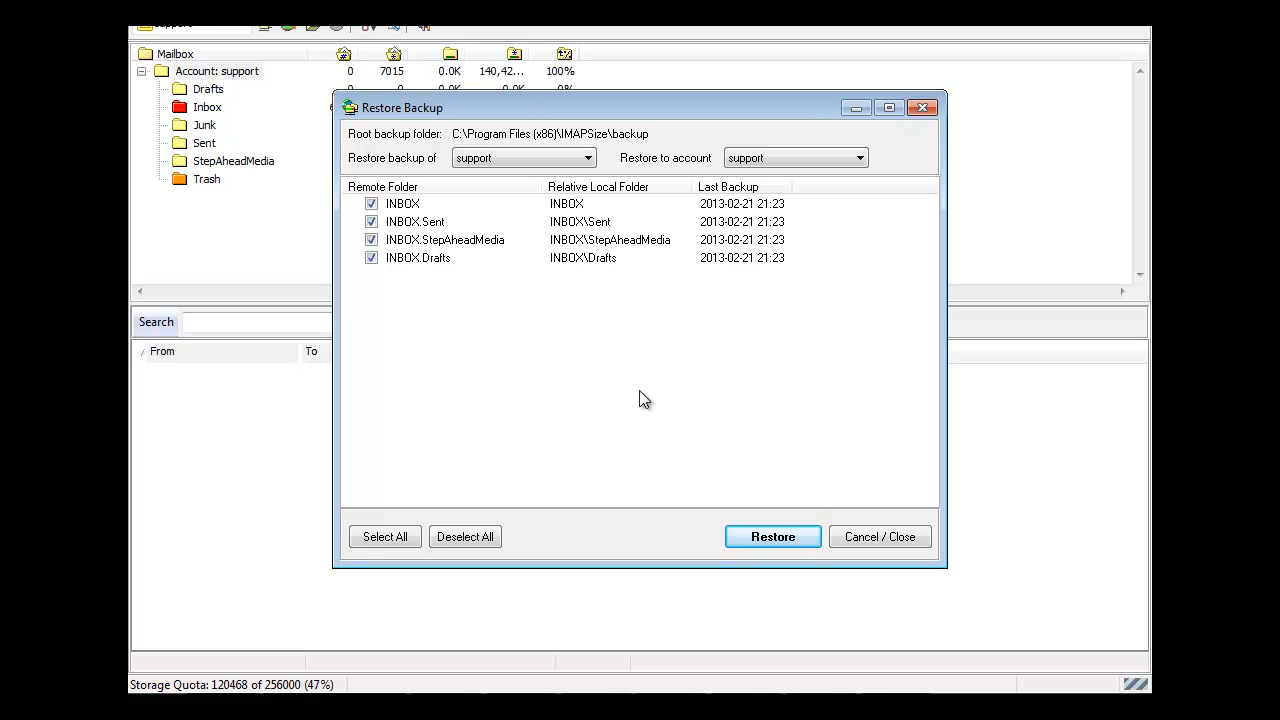 Mailbox
Account: support 0 7015 0.0K 140,42... 100%
Drafts
Inbox
Junk
Sent
StepAheadMedia
Trash
Restore Backup
Root backup folder: C:\Program Files (x86)\IMAPSize\backup
Restore backup of support Restore to account support
Remote Folder Relative Local Folder Last Backup
INBOX INBOX 2013-02-21 21:23
INBOX.Sent INBOX\Sent 2013-02-21 21:23
INBOX.StepAheadMedia INBOX\StepAheadMedia 2013-02-21 21:23
INBOX.Drafts INBOX\Drafts 2013-02-21 21:23
Select All Deselect All Restore Cancel / Close
Search
From To
Storage Quota: 120468 of 256000 (47%)